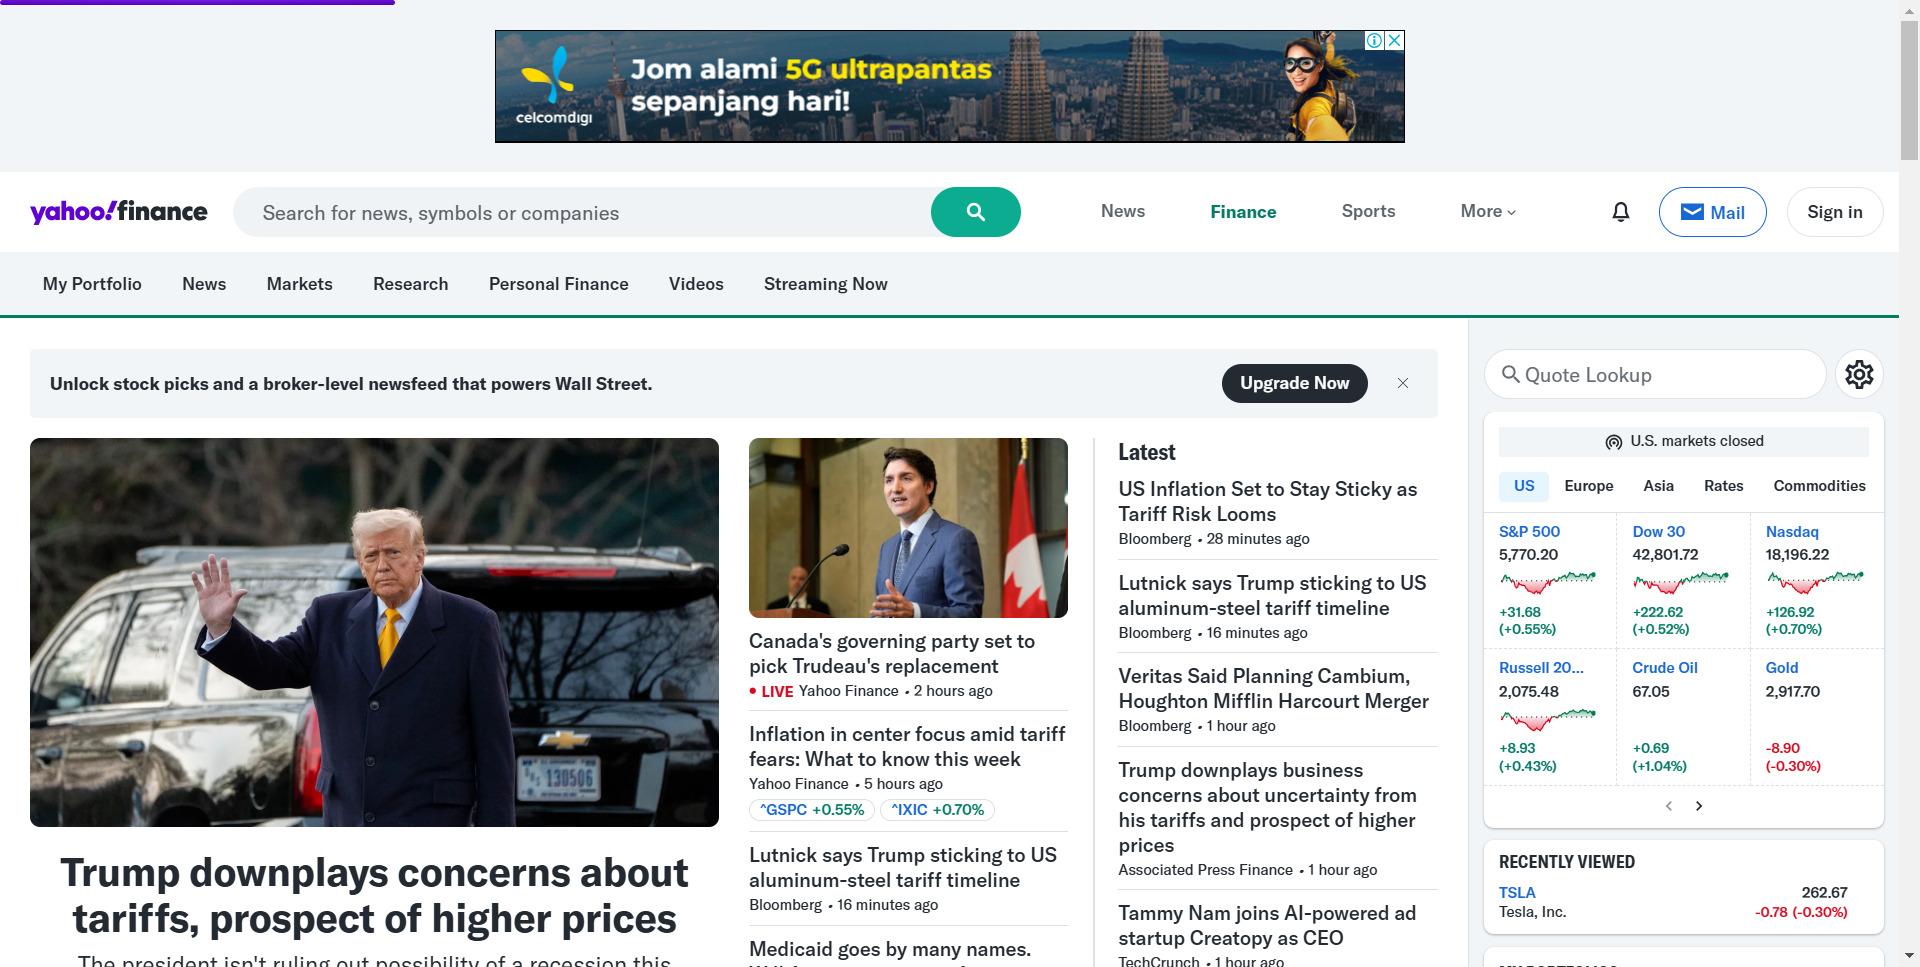 Jom alami 5G ultrapantas
sepanjang hari!
celcomdigi
yahoo!finance
Search for news, symbols or companies
News
Finance
Sports
More
Mail
Sign in
My Portfolio
News
Markets
Research
Personal Finance
Videos
Streaming Now
Unlock stock picks and a broker-level newsfeed that powers Wall Street.
Upgrade Now
Trump downplays concerns about
tariffs, prospect of higher prices
The president isn't ruling out possibility of a recession this
Canada's governing party set to
pick Trudeau's replacement
• LIVE Yahoo Finance • 2 hours ago
Inflation in center focus amid tariff
fears: What to know this week
Yahoo Finance • 5 hours ago
^GSPC +0.55%
^IXIC +0.70%
Lutnick says Trump sticking to US
aluminum-steel tariff timeline
Bloomberg • 16 minutes ago
Medicaid goes by many names.
Latest
US Inflation Set to Stay Sticky as
Tariff Risk Looms
Bloomberg • 28 minutes ago
Lutnick says Trump sticking to US
aluminum-steel tariff timeline
Bloomberg • 16 minutes ago
Veritas Said Planning Cambium,
Houghton Mifflin Harcourt Merger
Bloomberg • 1 hour ago
Trump downplays business
concerns about uncertainty from
his tariffs and prospect of higher
prices
Associated Press Finance • 1 hour ago
Tammy Nam joins AI-powered ad
startup Creatopy as CEO
TechCrunch • 1 hour ago
Quote Lookup
U.S. markets closed
US
Europe
Asia
Rates
Commodities
S&P 500
5,770.20
+31.68
(+0.55%)
Dow 30
42,801.72
+222.62
(+0.52%)
Nasdaq
18,196.22
+126.92
(+0.70%)
Russell 20...
2,075.48
+8.93
(+0.43%)
Crude Oil
67.05
+0.69
(+1.04%)
Gold
2,917.70
-8.90
(-0.30%)
RECENTLY VIEWED
TSLA 262.67
Tesla, Inc. -0.78 (-0.30%)